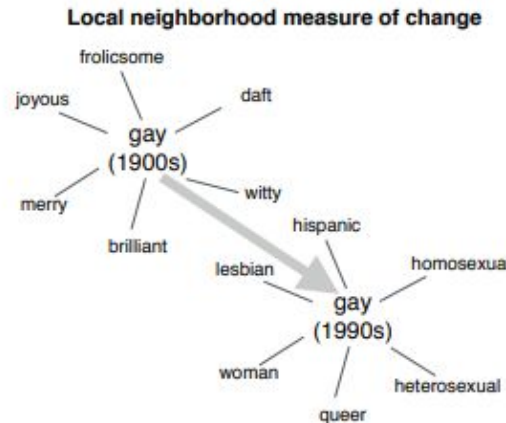 Local neighborhood measure of change
frolicsome
joyous
daft
gay
(1900s)
merry
witty
brilliant
hispanic
lesbian
homosexua
gay
(1990s)
woman
heterosexual
queer